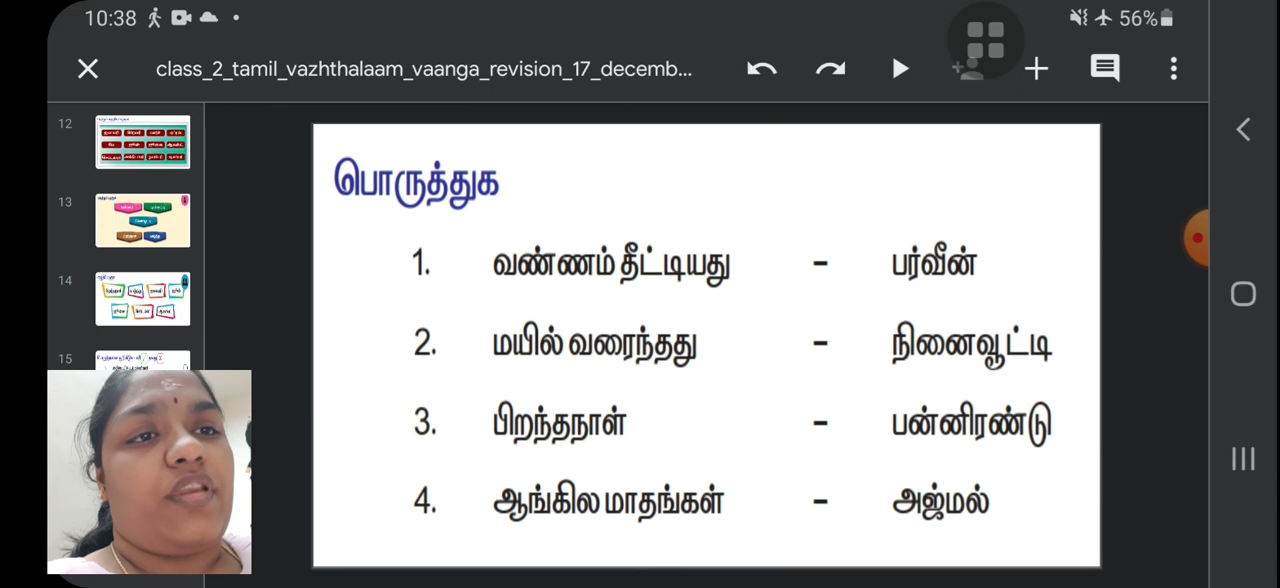 10:38
56%
class_2_tamil_vazhthalaam_vaanga_revision_17_decemb...
12
13
14
15
பொருத்துக
1. வண்ணம் தீட்டியது - பர்வீன்
2. மயில் வரைந்தது - நினைவூட்டி
3. பிறந்தநாள் - பன்னிரண்டு
4. ஆங்கில மாதங்கள் - அஜ்மல்